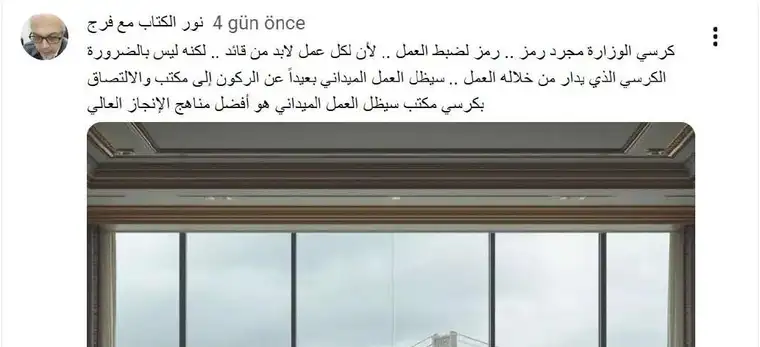 نور الكتاب مع فرج 4 gün önce
كرسي الوزارة مجرد رمز .. رمز لضبط العمل .. لأن لكل عمل لابد من قائد .. لكنه ليس بالضرورة
الكرسي الذي يدار من خلاله العمل .. سيظل العمل الميداني بعيداً عن الركون إلى مكتب والالتصاق
بكرسي مكتب سيظل العمل الميداني هو أفضل مناهج الإنجاز العالي